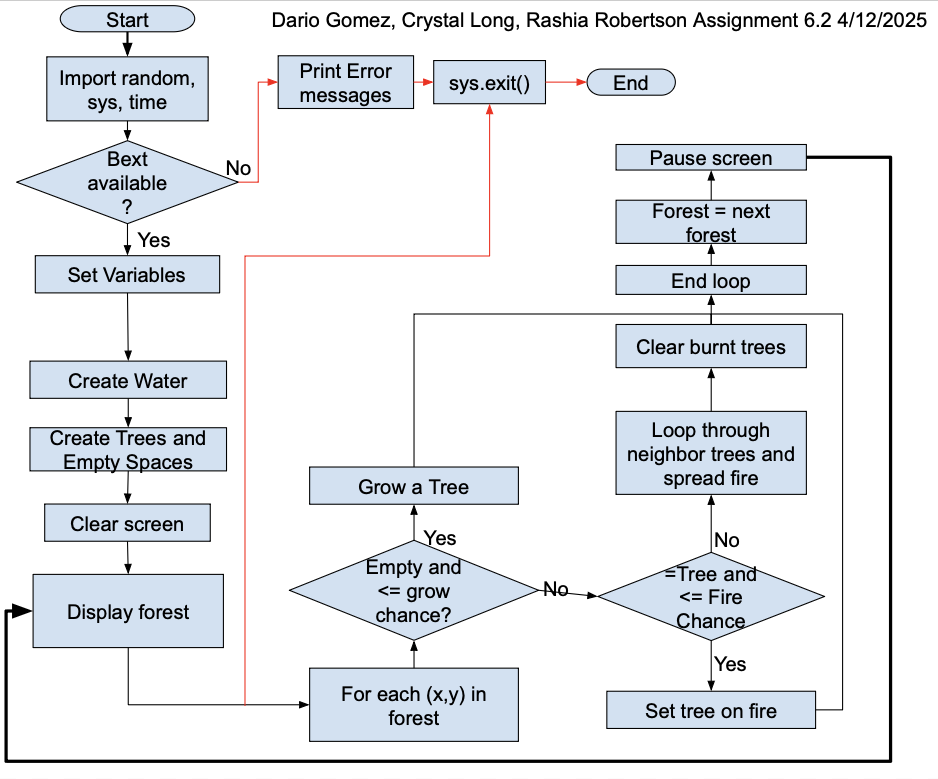 Start
Dario Gomez, Crystal Long, Rashia Robertson Assignment 6.2 4/12/2025
Import random,
sys, time
Print Error
messages
sys.exit()
End
Bext
available
?
No
Yes
Set Variables
Create Water
Create Trees and
Empty Spaces
Clear screen
Display forest
For each (x,y) in
forest
Empty and
<= grow
chance?
Yes
Grow a Tree
No
=Tree and
<= Fire
Chance
Yes
Set tree on fire
No
Loop through
neighbor trees and
spread fire
Clear burnt trees
End loop
Forest = next
forest
Pause screen